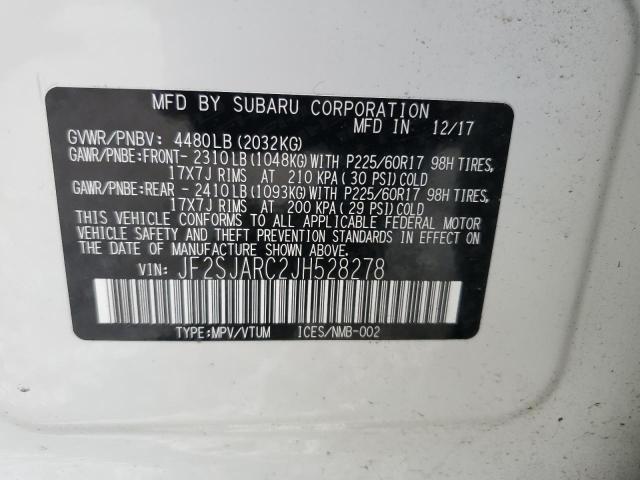 MFD BY SUBARU CORPORATION
MFD IN 12/17
GVWR/PNBV: 4480LB(2032KG)
GAWR/PNBE:FRONT- 2310LB(1048KG)WITH P225/60R17 98H TIRES,
17X7J RIMS AT 210 KPA( 30 PSI)COLD
GAWR/PNBE:REAR - 2410LB(1093KG)WITH P225/60R17 98H TIRES,
17X7J RIMS AT 200 KPA( 29 PSI)COLD
THIS VEHICLE CONFORMS TO ALL APPLICABLE FEDERAL MOTOR
VEHICLE SAFETY AND THEFT PREVENTION STANDARDS IN EFFECT ON
THE DATE OF MANUFACTURE SHOWN ABOVE.
VIN: JF2SJARC2JH528278
TYPE:MPV/VTUM ICES/NMB-002